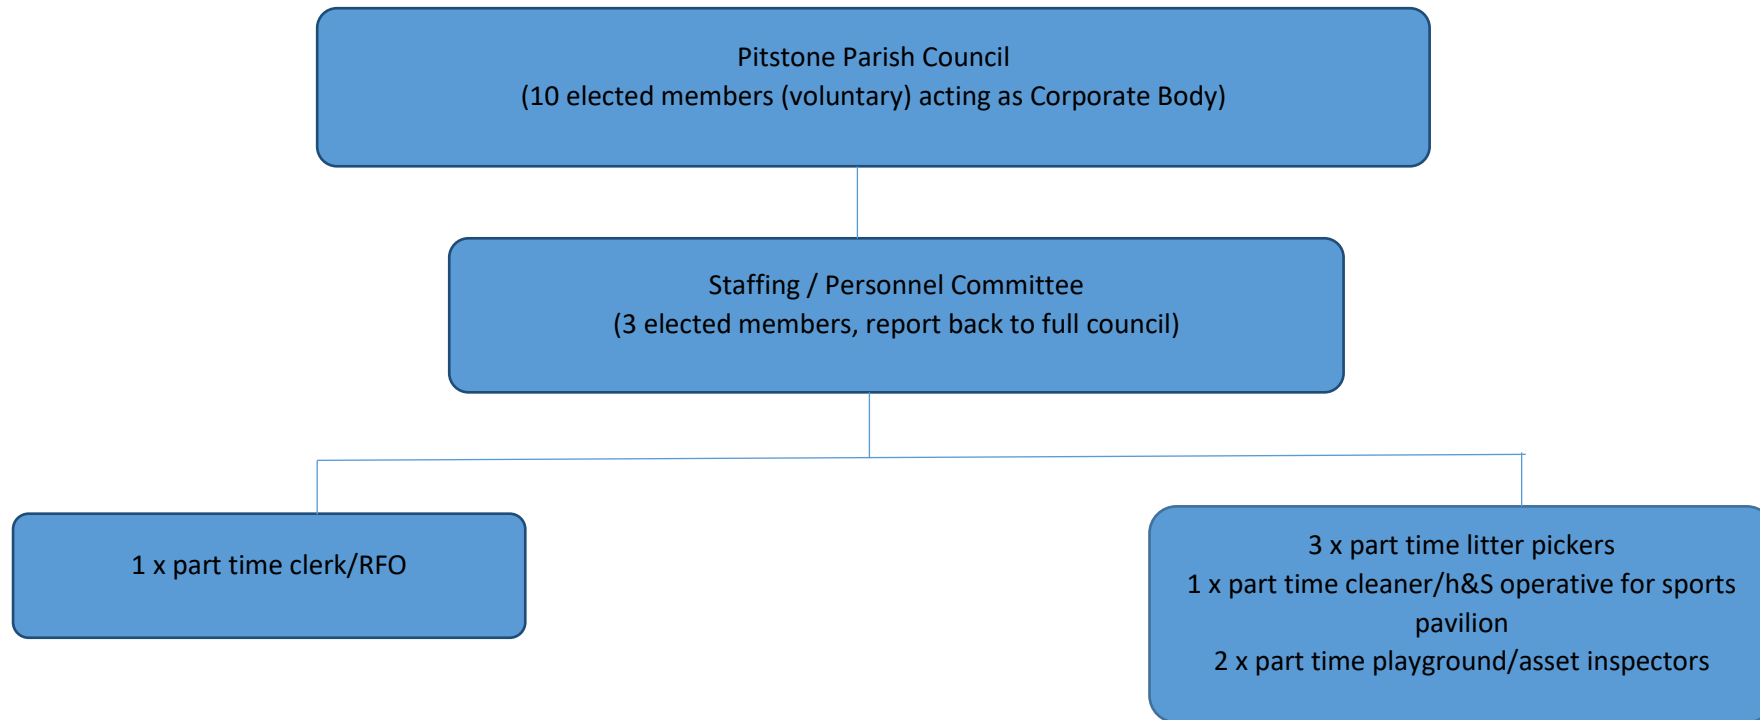 Pitstone Parish Council
(10 elected members (voluntary) acting as Corporate Body)
Staffing / Personnel Committee
(3 elected members, report back to full council)
1 x part time clerk/RFO
3 x part time litter pickers
1 x part time cleaner/h&S operative for sports
pavilion
2 x part time playground/asset inspectors